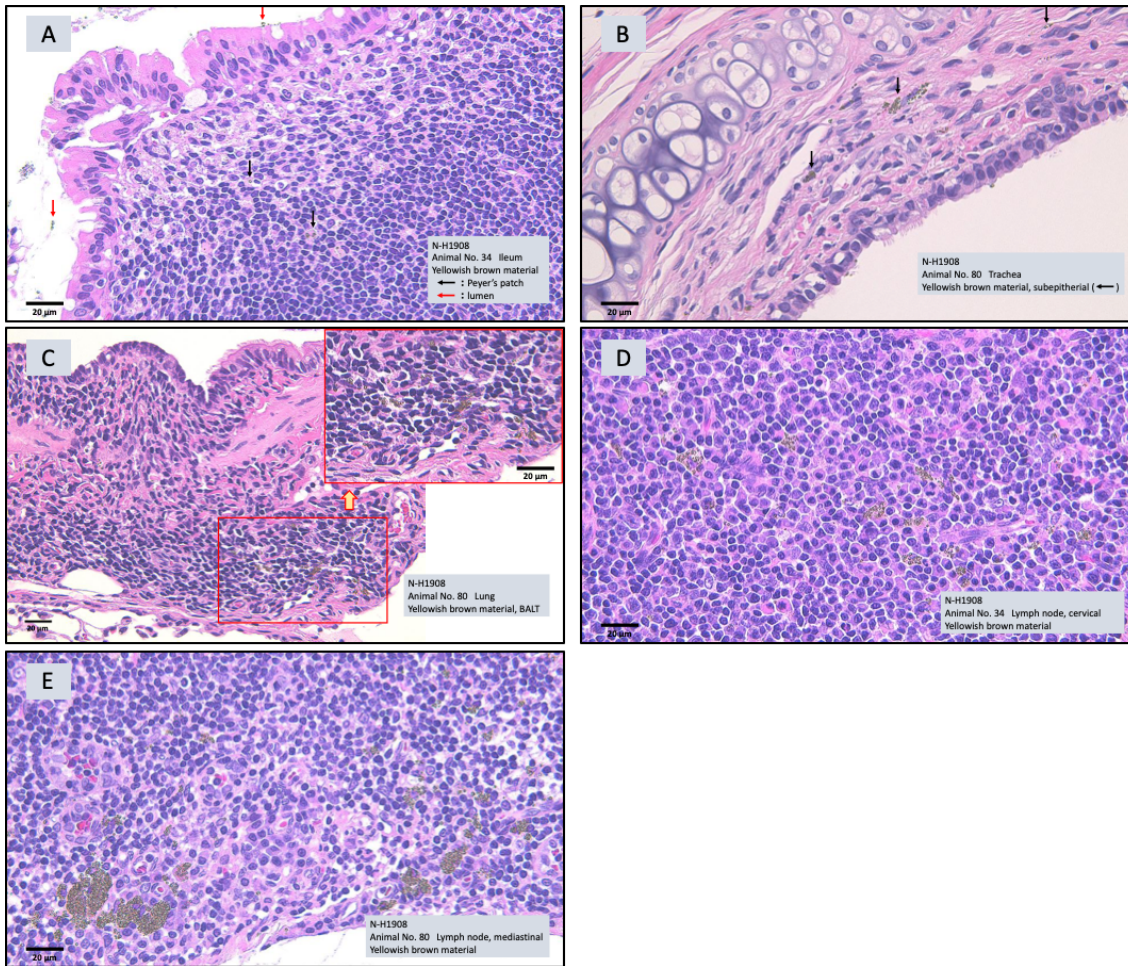 A
N-H1908
Animal No. 34 Ileum
Yellowish brown material
← : Peyer's patch
← : lumen
20 µm
B
N-H1908
Animal No. 80 Trachea
Yellowish brown material, subepitherial ( ← )
20 µm
C
20 µm
N-H1908
Animal No. 80 Lung
Yellowish brown material, BALT
20 µm
D
N-H1908
Animal No. 34 Lymph node, cervical
Yellowish brown material
20 µm
E
N-H1908
Animal No. 80 Lymph node, mediastinal
Yellowish brown material
20 µm